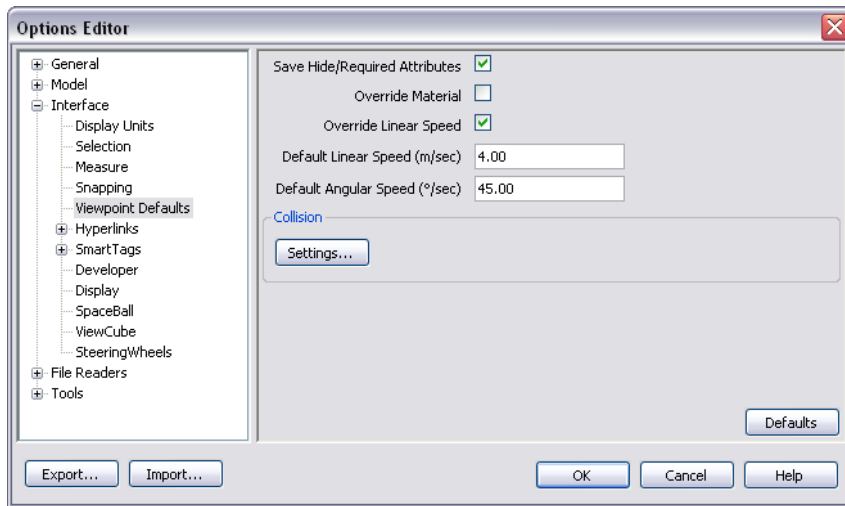 Options Editor
General
Model
Interface
Display Units
Selection
Measure
Snapping
Viewpoint Defaults
Hyperlinks
SmartTags
Developer
Display
SpaceBall
ViewCube
SteeringWheels
File Readers
Tools
Save Hide/Required Attributes
Override Material
Override Linear Speed
Default Linear Speed (m/sec) 4.00
Default Angular Speed (°/sec) 45.00
Collision
Settings...
Defaults
Export... Import... OK Cancel Help